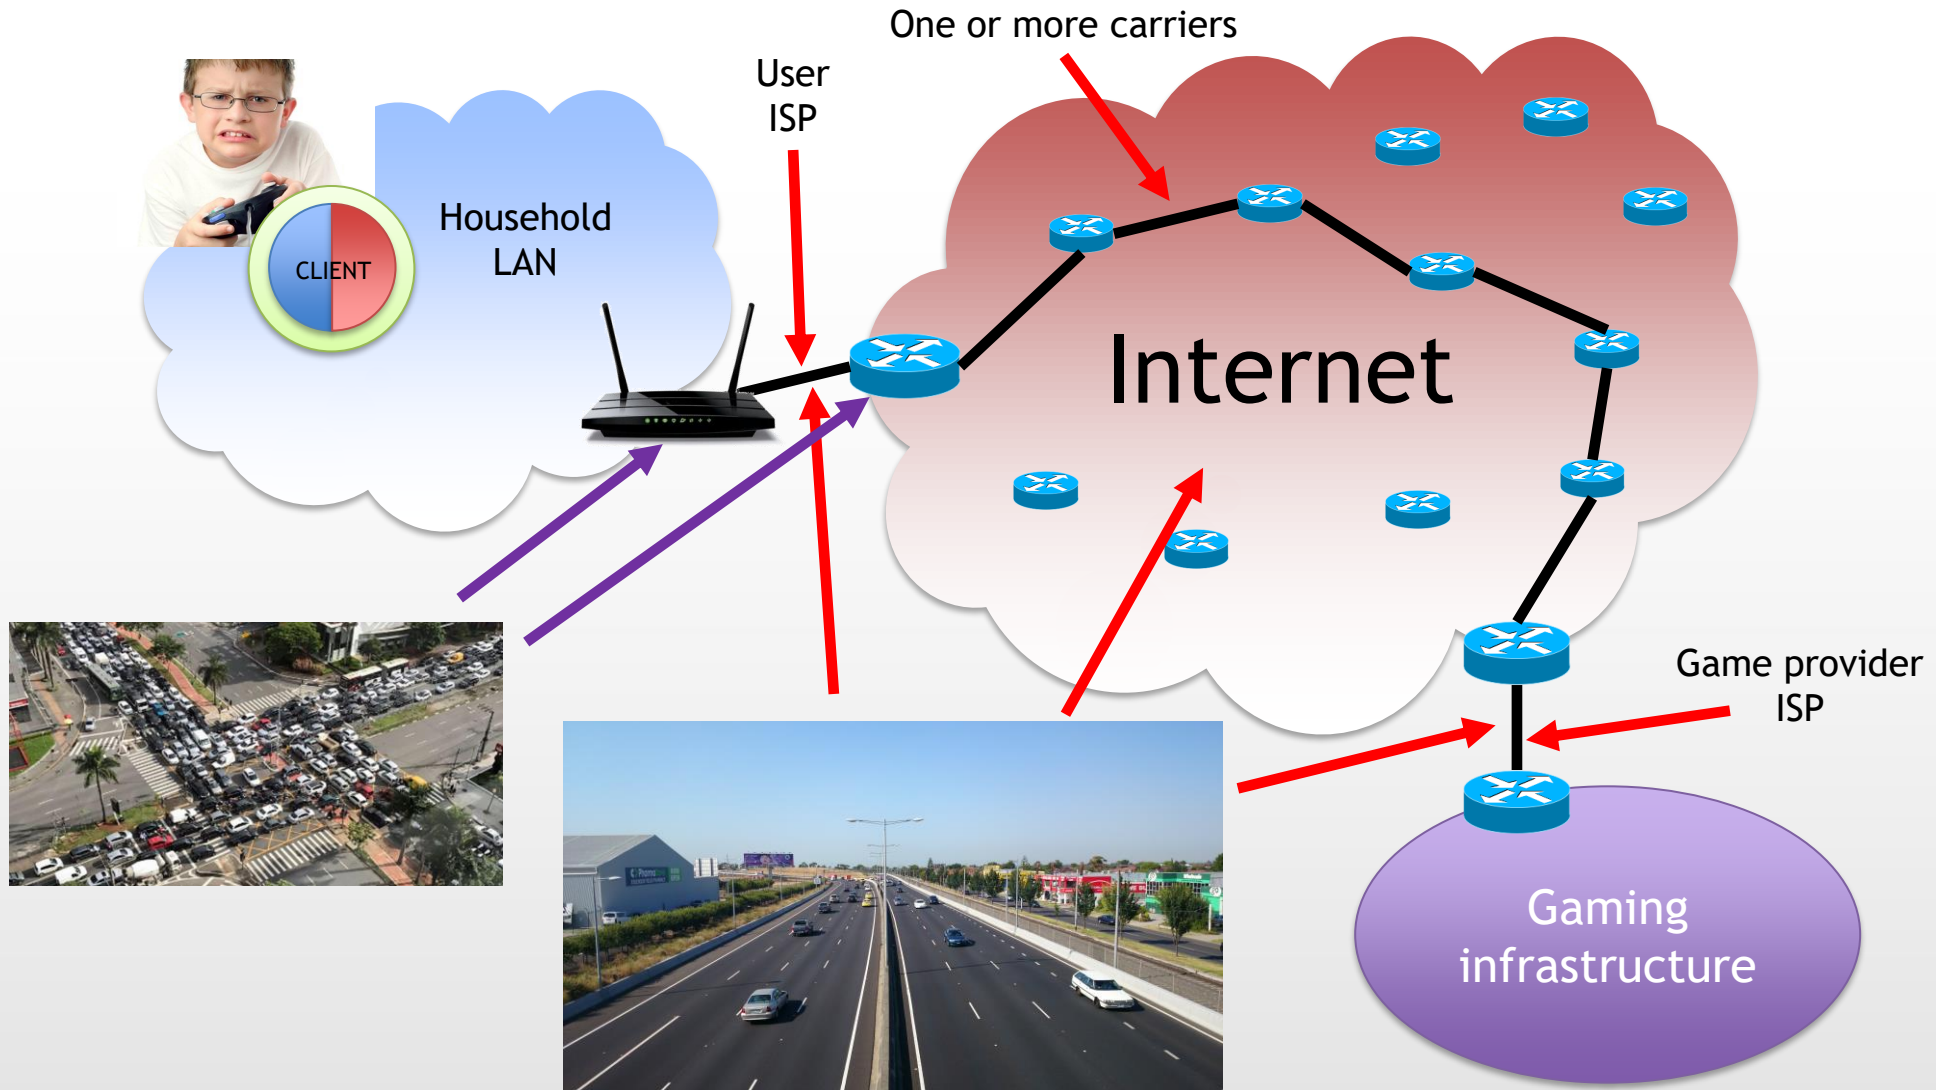 One or more carriers
User
ISP
Household
LAN
CLIENT
Internet
Game provider
ISP
Gaming
infrastructure